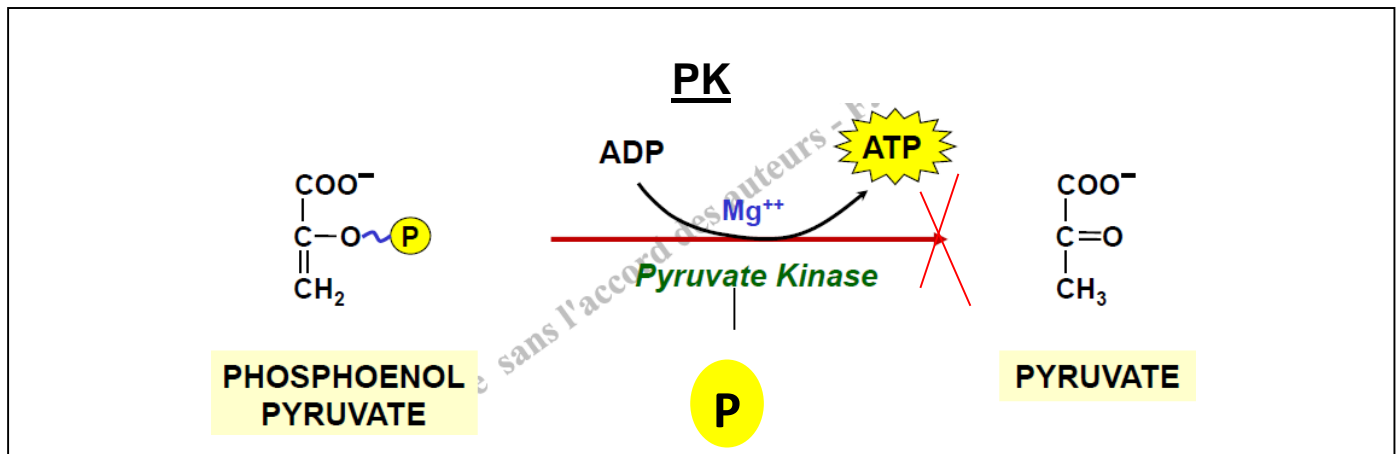 PK
ADP
ATP
Mg++
Pyruvate Kinase
P
COO–
C–O~P
CH2
PHOSPHOENOL
PYRUVATE
COO–
C=O
CH3
PYRUVATE
sans l'accord des auteurs -